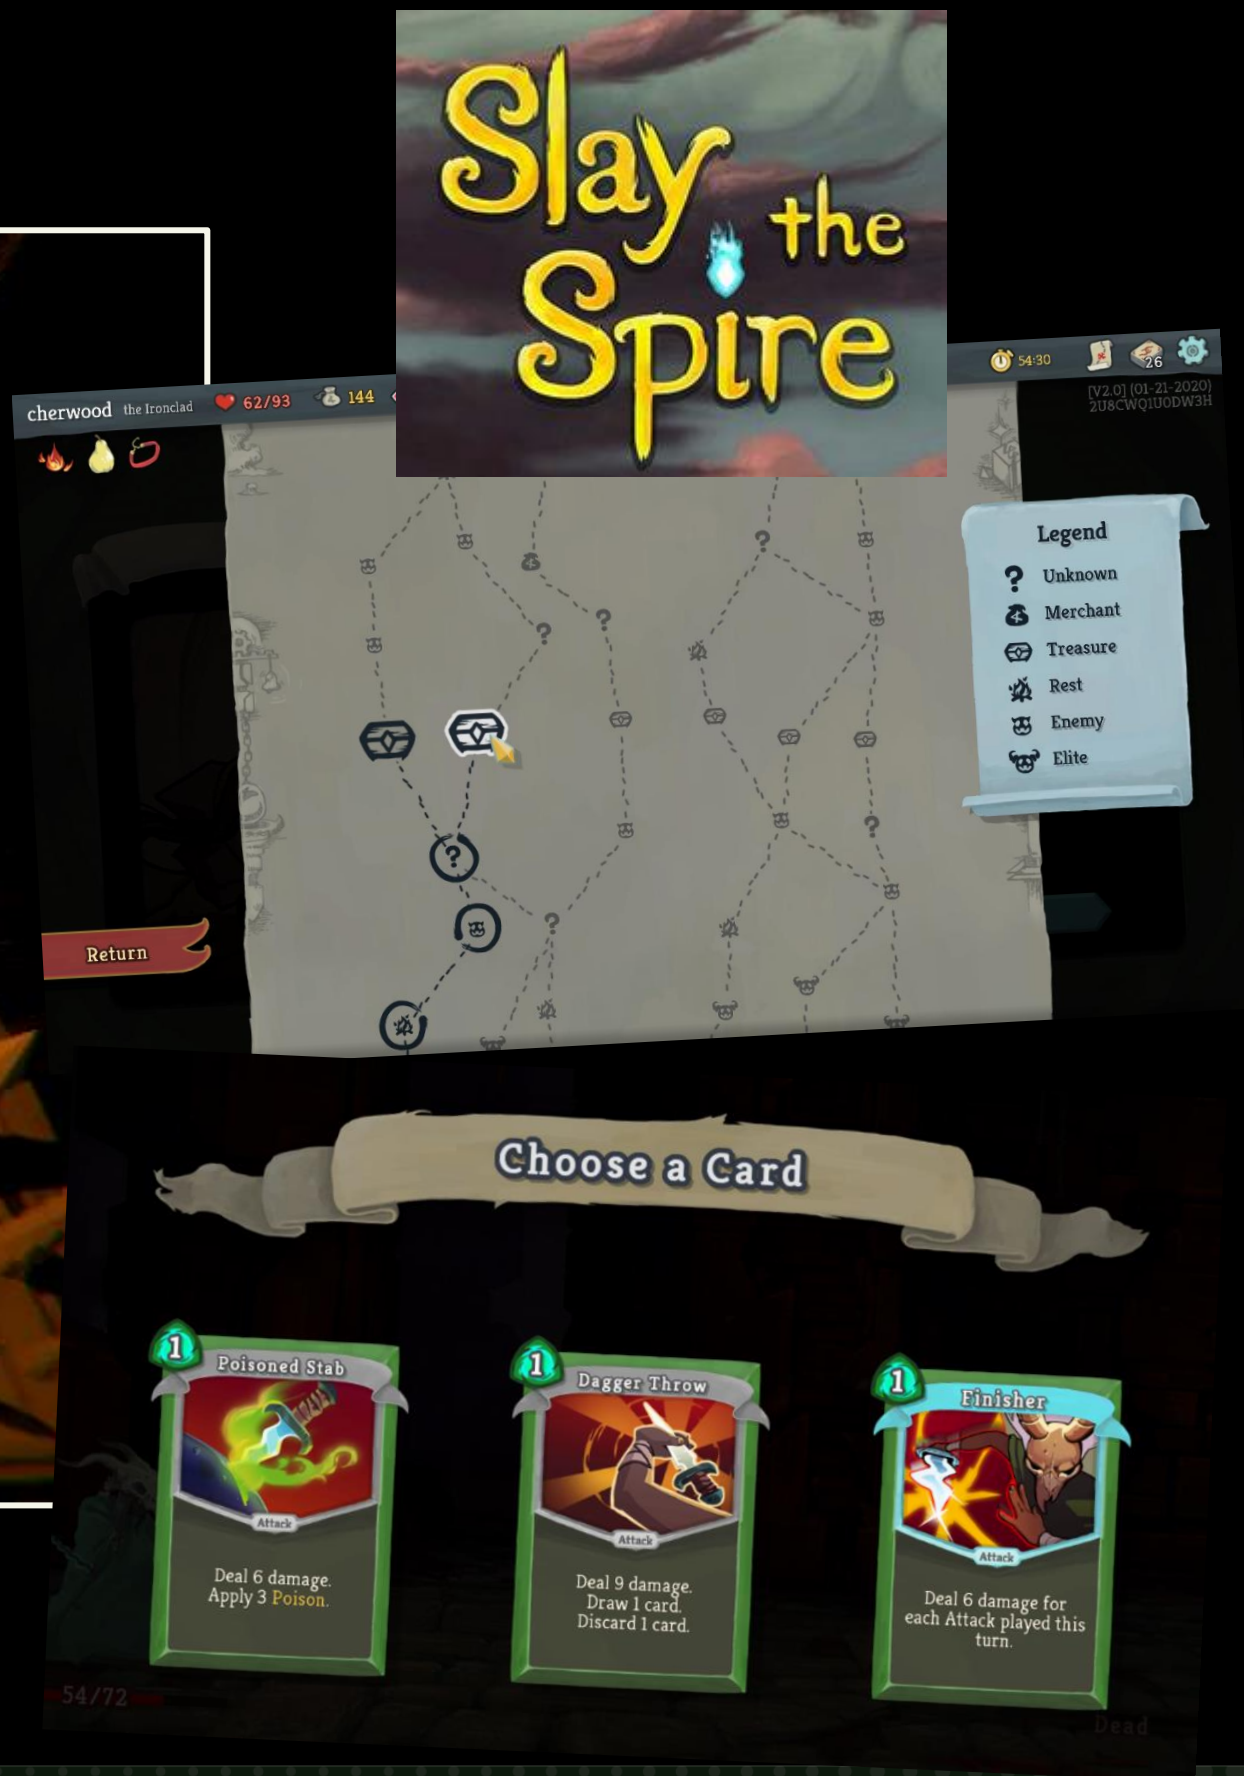 Slay
the
Spire
cherwood the Ironclad 62/93 144
54:30 26
[V2.0] (01-21-2020)
2U8CWQ1U0DW3H
Legend
Unknown
Merchant
Treasure
Rest
Enemy
Elite
?
?
?
?
?
?
?
Return
Choose a Card
1
Poisoned Stab
Attack
Deal 6 damage.
Apply 3 Poison.
1
Dagger Throw
Attack
Deal 9 damage.
Draw 1 card.
Discard 1 card.
1
Finisher
Attack
Deal 6 damage for
each Attack played this
turn.
54/72
Dead